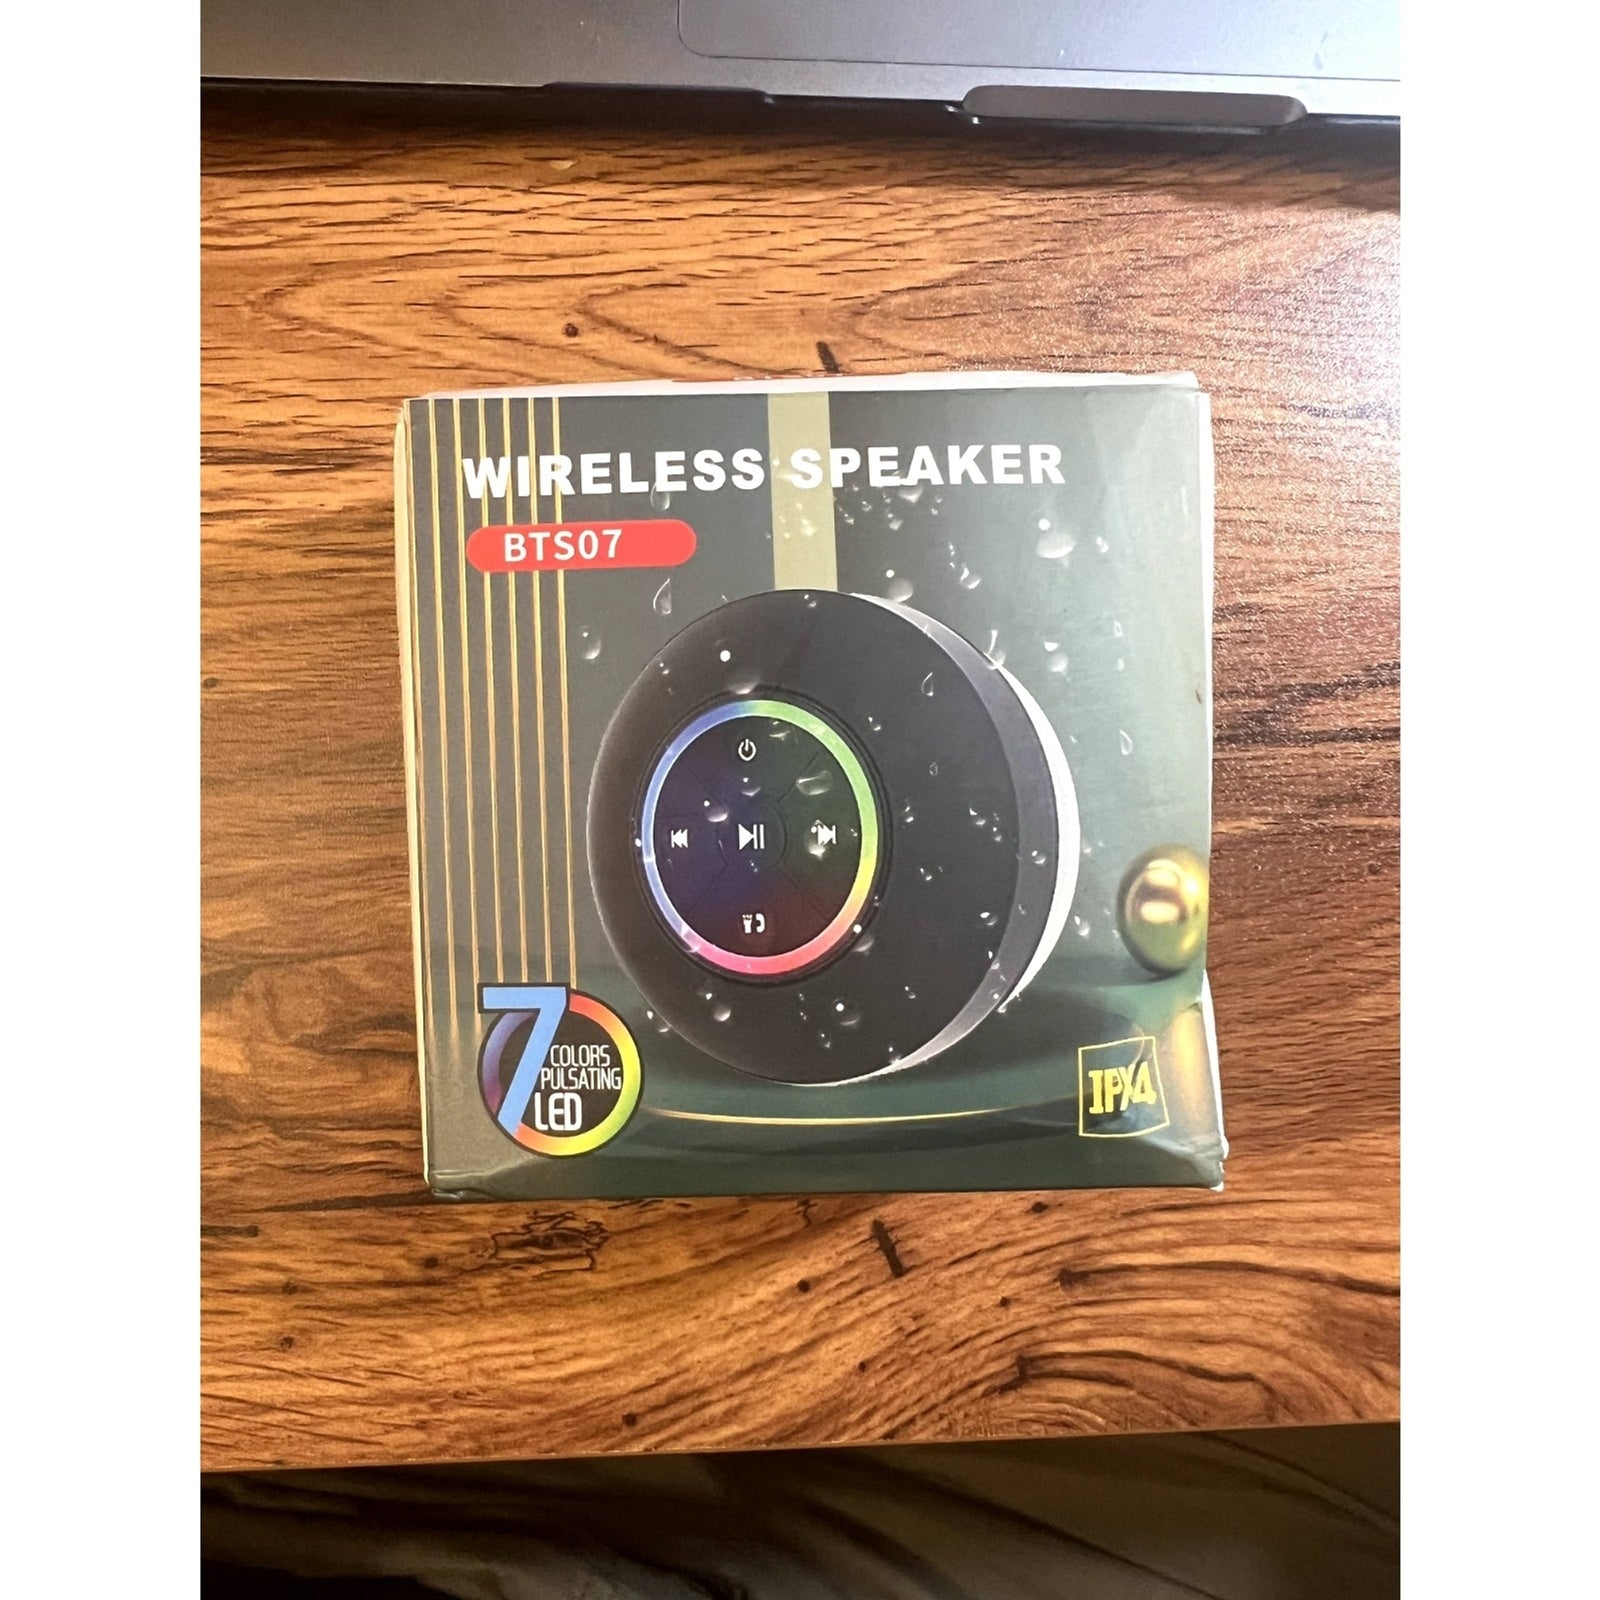 WIRELESS SPEAKER
BTS07
7
COLORS
PULSATING
LED
IPX4